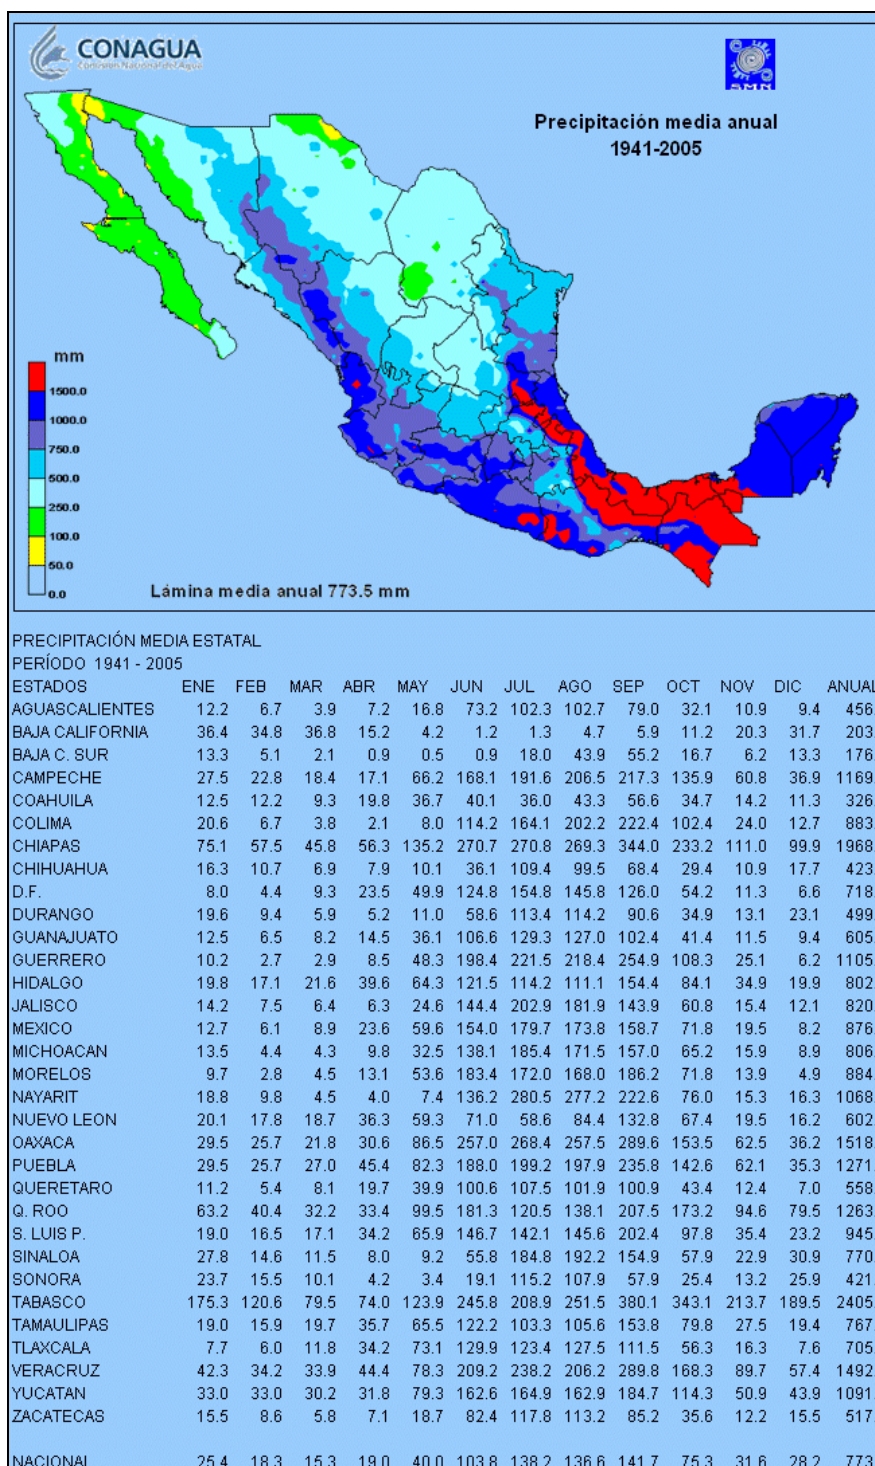 CONAGUA
Comisión Nacional del Agua
SMN
Precipitación media anual
1941-2005
mm
1500.0
1000.0
750.0
500.0
250.0
100.0
50.0
0.0
Lámina media anual 773.5 mm
PRECIPITACIÓN MEDIA ESTATAL
PERÍODO 1941 - 2005
ESTADOS ENE FEB MAR ABR MAY JUN JUL AGO SEP OCT NOV DIC ANUAL
AGUASCALIENTES 12.2 6.7 3.9 7.2 16.8 73.2 102.3 102.7 79.0 32.1 10.9 9.4 456.
BAJA CALIFORNIA 36.4 34.8 36.8 15.2 4.2 1.2 1.3 4.7 5.9 11.2 20.3 31.7 203.
BAJA C. SUR 13.3 5.1 2.1 0.9 0.5 0.9 18.0 43.9 55.2 16.7 6.2 13.3 176.
CAMPECHE 27.5 22.8 18.4 17.1 66.2 168.1 191.6 206.5 217.3 135.9 60.8 36.9 1169.
COAHUILA 12.5 12.2 9.3 19.8 36.7 40.1 36.0 43.3 56.6 34.7 14.2 11.3 326.
COLIMA 20.6 6.7 3.8 2.1 8.0 114.2 164.1 202.2 222.4 102.4 24.0 12.7 883.
CHIAPAS 75.1 57.5 45.8 56.3 135.2 270.7 270.8 269.3 344.0 233.2 111.0 99.9 1968.
CHIHUAHUA 16.3 10.7 6.9 7.9 10.1 36.1 109.4 99.5 68.4 29.4 10.9 17.7 423.
D.F. 8.0 4.4 9.3 23.5 49.9 124.8 154.8 145.8 126.0 54.2 11.3 6.6 718.
DURANGO 19.6 9.4 5.9 5.2 11.0 58.6 113.4 114.2 90.6 34.9 13.1 23.1 499.
GUANAJUATO 12.5 6.5 8.2 14.5 36.1 106.6 129.3 127.0 102.4 41.4 11.5 9.4 605.
GUERRERO 10.2 2.7 2.9 8.5 48.3 198.4 221.5 218.4 254.9 108.3 25.1 6.2 1105.
HIDALGO 19.8 17.1 21.6 39.6 64.3 121.5 114.2 111.1 154.4 84.1 34.9 19.9 802.
JALISCO 14.2 7.5 6.4 6.3 24.6 144.4 202.9 181.9 143.9 60.8 15.4 12.1 820.
MEXICO 12.7 6.1 8.9 23.6 59.6 154.0 179.7 173.8 158.7 71.8 19.5 8.2 876.
MICHOACAN 13.5 4.4 4.3 9.8 32.5 138.1 185.4 171.5 157.0 65.2 15.9 8.9 806.
MORELOS 9.7 2.8 4.5 13.1 53.6 183.4 172.0 168.0 186.2 71.8 13.9 4.9 884.
NAYARIT 18.8 9.8 4.5 4.0 7.4 136.2 280.5 277.2 222.6 76.0 15.3 16.3 1068.
NUEVO LEON 20.1 17.8 18.7 36.3 59.3 71.0 58.6 84.4 132.8 67.4 19.5 16.2 602.
OAXACA 29.5 25.7 21.8 30.6 86.5 257.0 268.4 257.5 289.6 153.5 62.5 36.2 1518.
PUEBLA 29.5 25.7 27.0 45.4 82.3 188.0 199.2 197.9 235.8 142.6 62.1 35.3 1271.
QUERETARO 11.2 5.4 8.1 19.7 39.9 100.6 107.5 101.9 100.9 43.4 12.4 7.0 558.
Q. ROO 63.2 40.4 32.2 33.4 99.5 181.3 120.5 138.1 207.5 173.2 94.6 79.5 1263.
S. LUIS P. 19.0 16.5 17.1 34.2 65.9 146.7 142.1 145.6 202.4 97.8 35.4 23.2 945.
SINALOA 27.8 14.6 11.5 8.0 9.2 55.8 184.8 192.2 154.9 57.9 22.9 30.9 770.
SONORA 23.7 15.5 10.1 4.2 3.4 19.1 115.2 107.9 57.9 25.4 13.2 25.9 421.
TABASCO 175.3 120.6 79.5 74.0 123.9 245.8 208.9 251.5 380.1 343.1 213.7 189.5 2405.
TAMAULIPAS 19.0 15.9 19.7 35.7 65.5 122.2 103.3 105.6 153.8 79.8 27.5 19.4 767.
TLAXCALA 7.7 6.0 11.8 34.2 73.1 129.9 123.4 127.5 111.5 56.3 16.3 7.6 705.
VERACRUZ 42.3 34.2 33.9 44.4 78.3 209.2 238.2 206.2 289.8 168.3 89.7 57.4 1492.
YUCATAN 33.0 33.0 30.2 31.8 79.3 162.6 164.9 162.9 184.7 114.3 50.9 43.9 1091.
ZACATECAS 15.5 8.6 5.8 7.1 18.7 82.4 117.8 113.2 85.2 35.6 12.2 15.5 517.
NACIONAL 25.4 18.3 15.3 19.0 40.0 103.8 138.2 136.6 141.7 75.3 31.6 28.2 773.